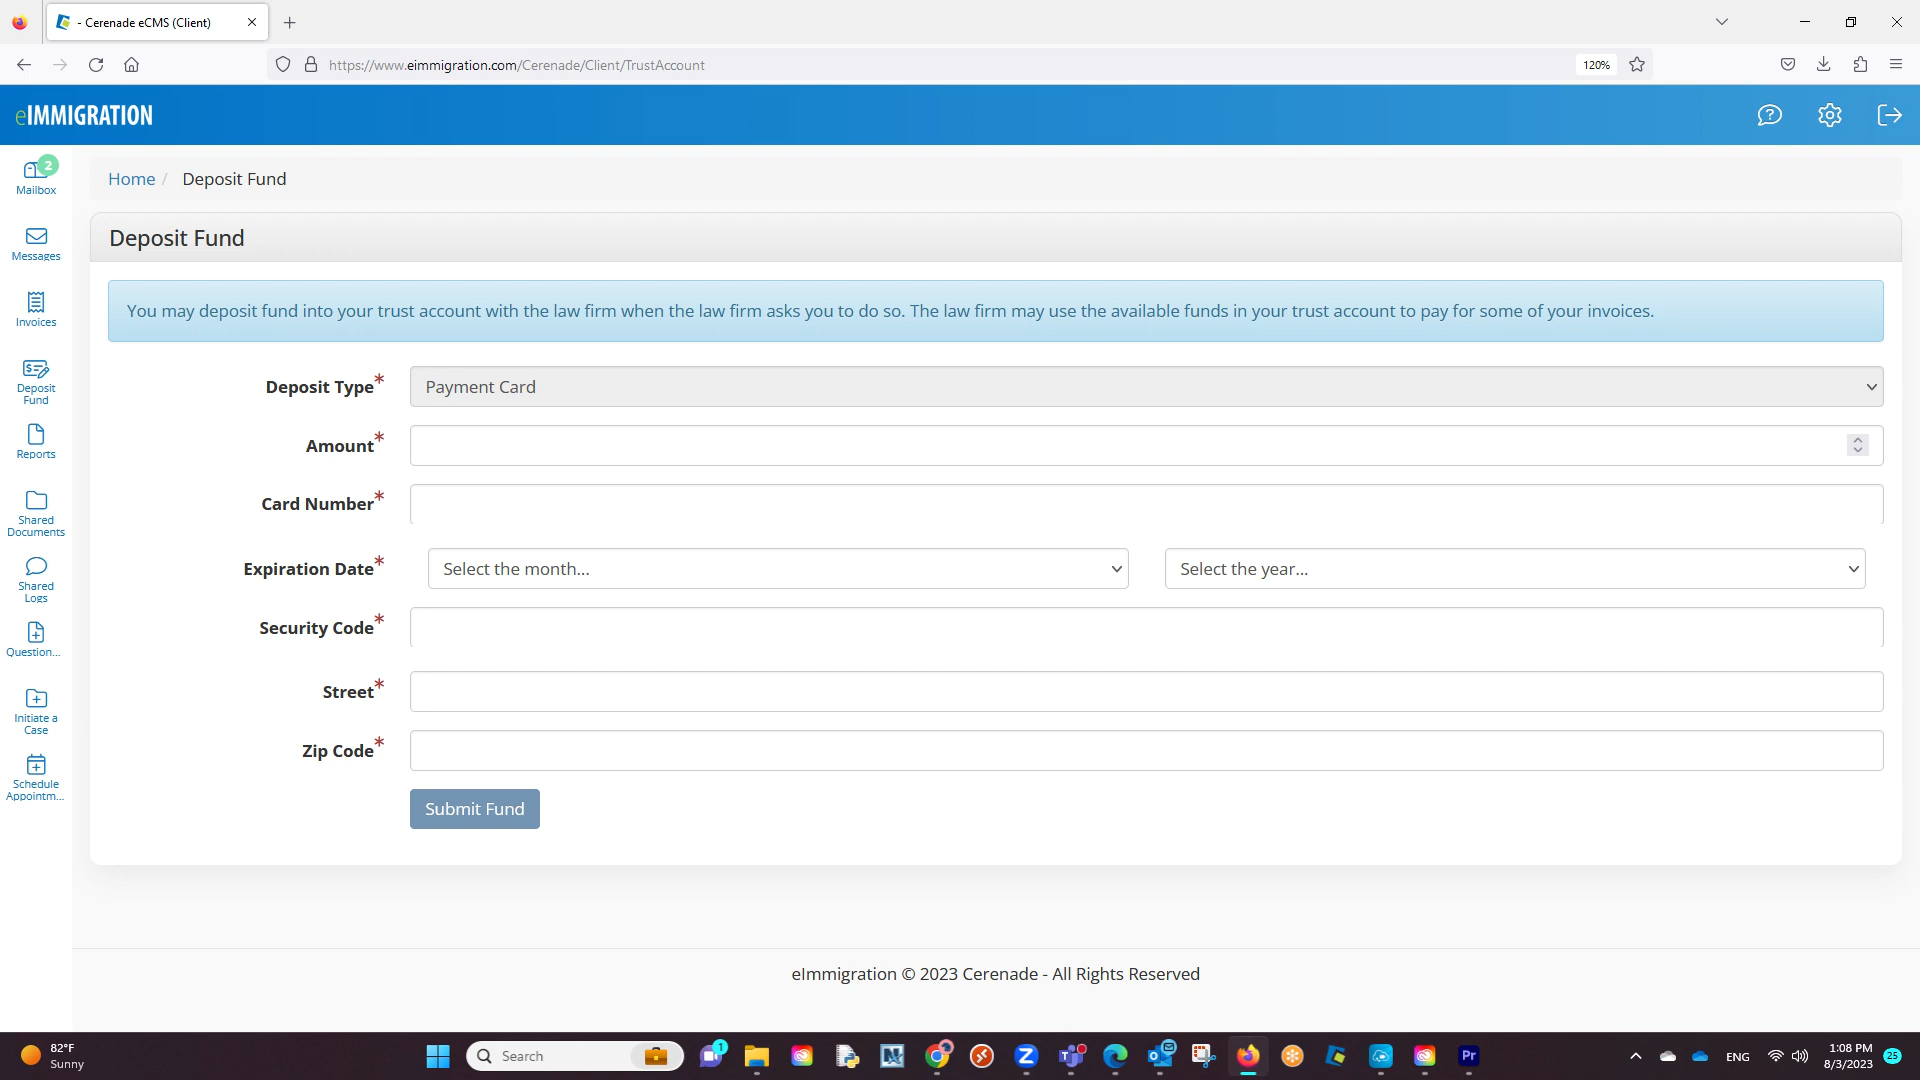 - Cerenade eCMS (Client)
https://www.eimmigration.com/Cerenade/Client/TrustAccount
120%
eIMMIGRATION
2
Mailbox
Messages
Invoices
Deposit
Fund
Reports
Shared
Documents
Shared
Logs
Question...
Initiate a
Case
Schedule
Appointm...
Home / Deposit Fund
Deposit Fund
You may deposit fund into your trust account with the law firm when the law firm asks you to do so. The law firm may use the available funds in your trust account to pay for some of your invoices.
Deposit Type* Payment Card
Amount*
Card Number*
Expiration Date* Select the month... Select the year...
Security Code*
Street*
Zip Code*
Submit Fund
eImmigration © 2023 Cerenade - All Rights Reserved
82°F
Sunny
Search
1
Z
Pr
ENG
1:08 PM
8/3/2023
25